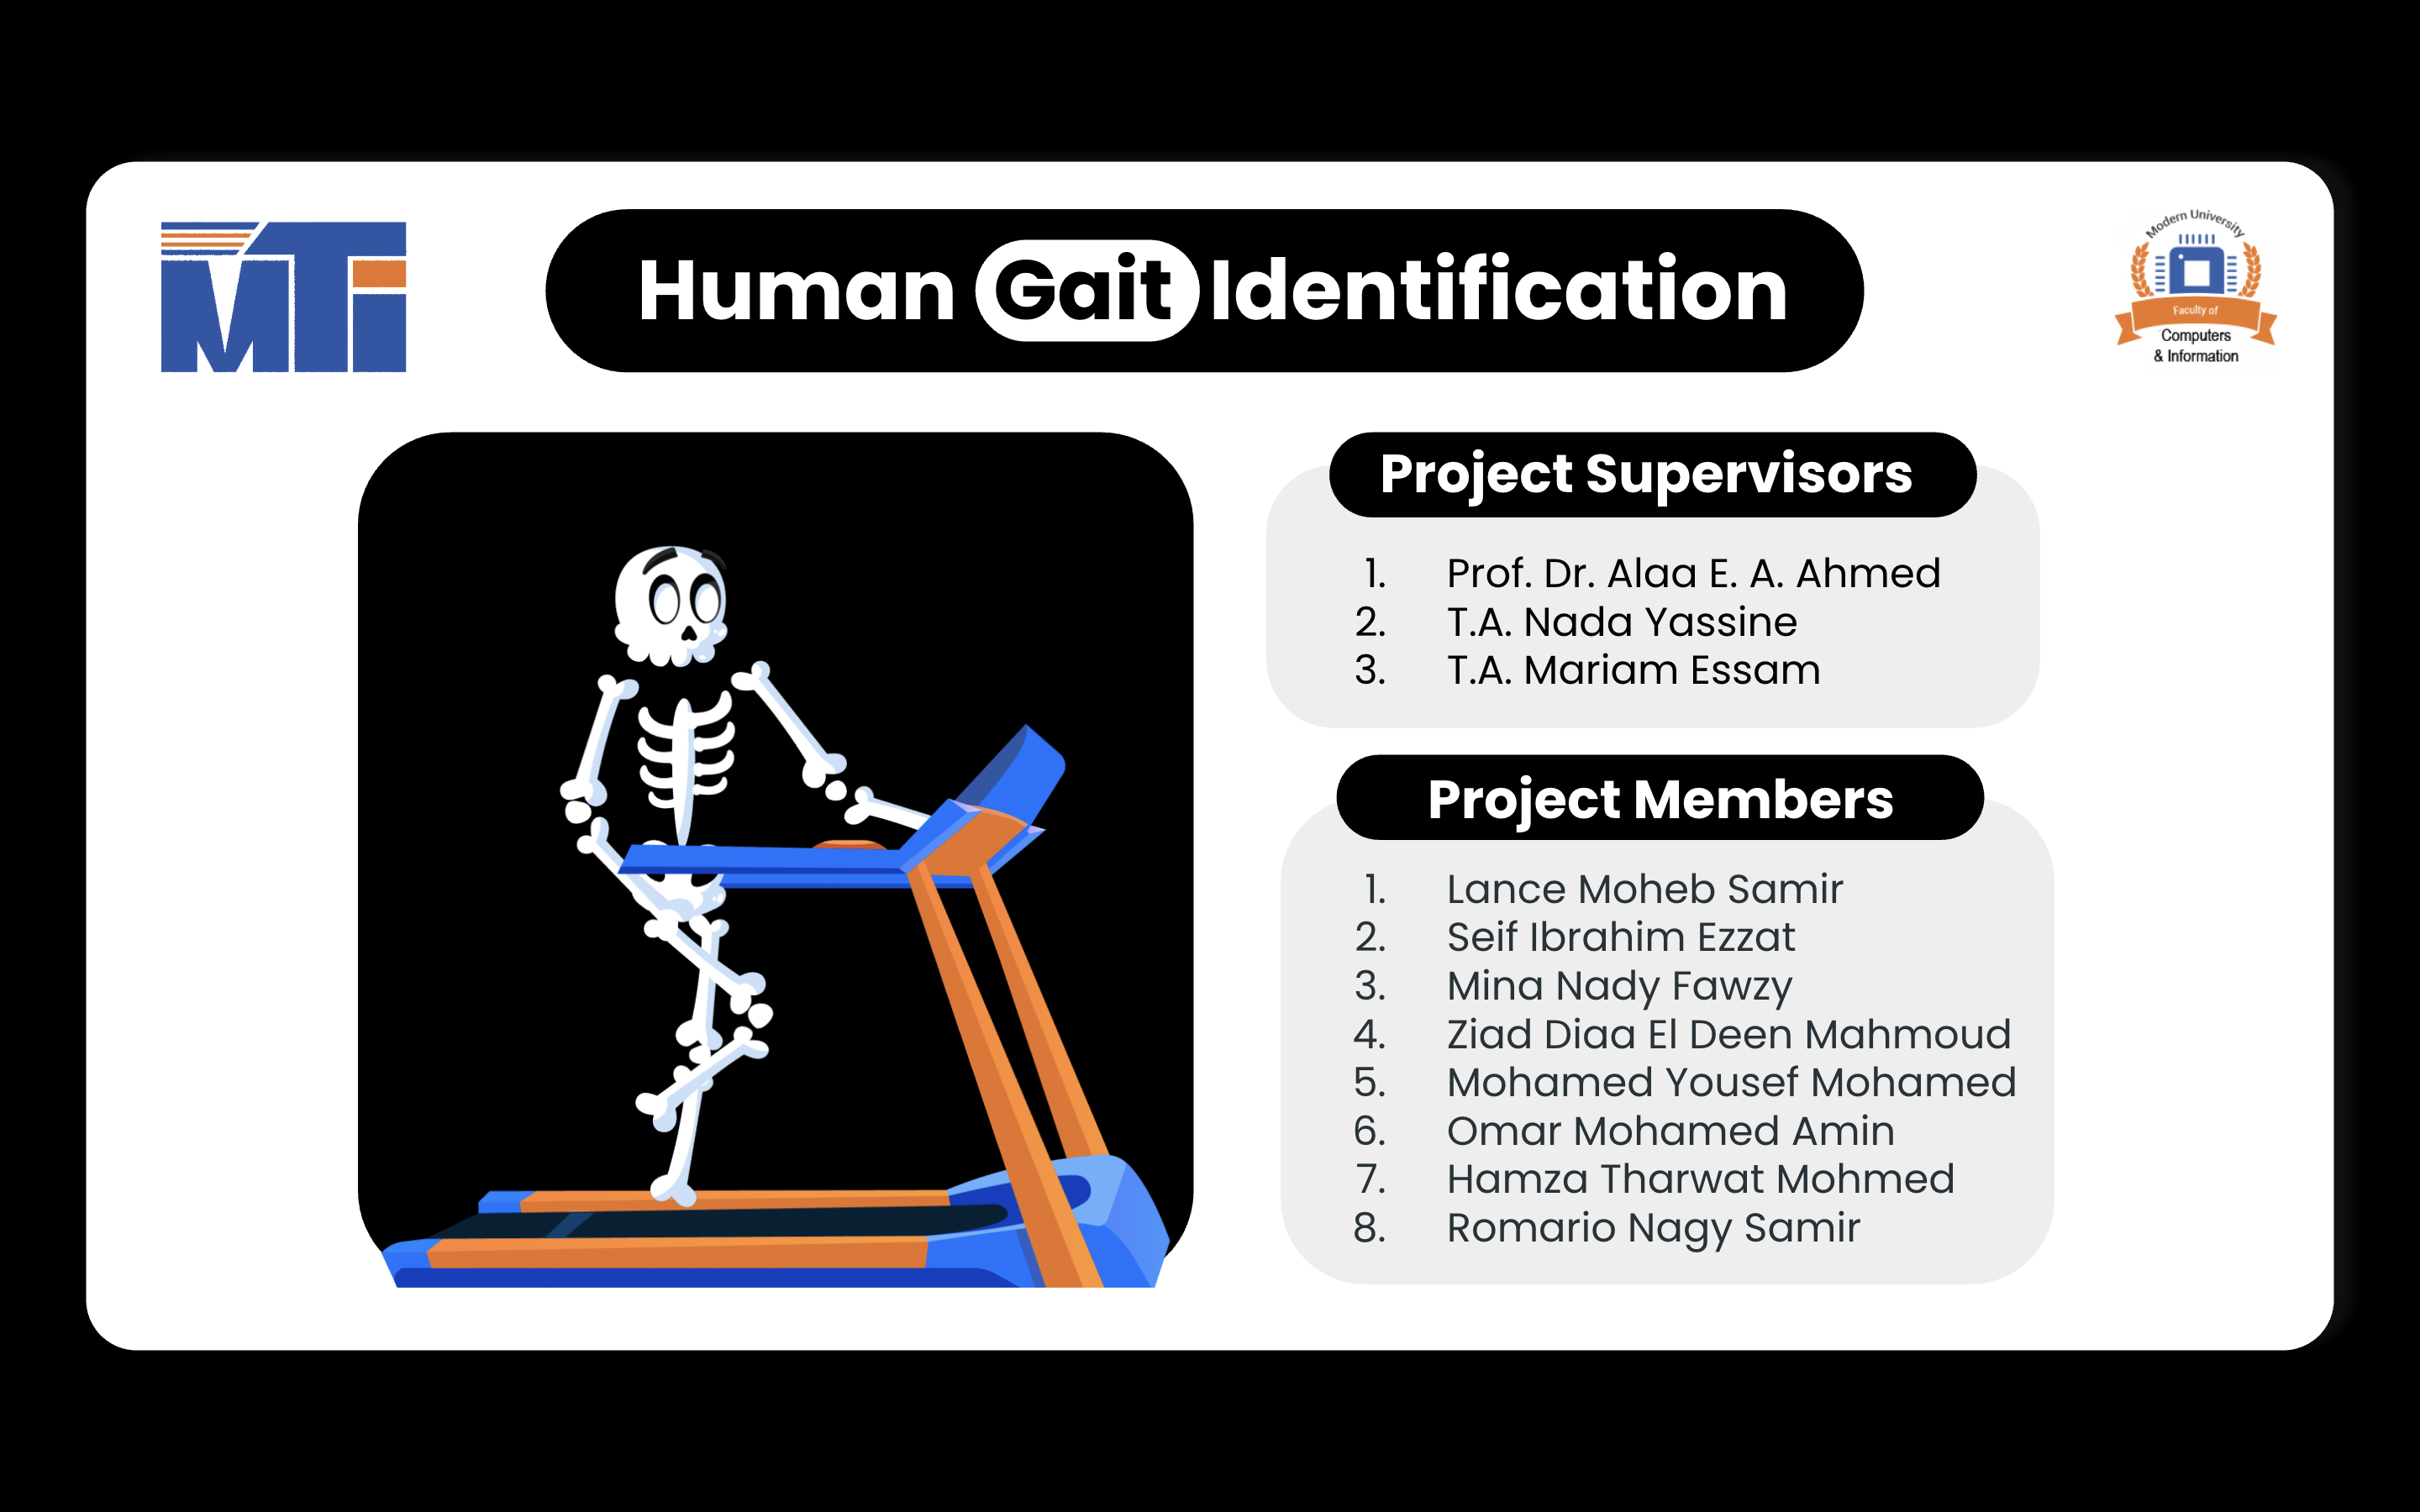 MTi
Human Gait Identification
Modern University
Faculty of
Computers
& Information
Project Supervisors
1. Prof. Dr. Alaa E. A. Ahmed
2. T.A. Nada Yassine
3. T.A. Mariam Essam
Project Members
1. Lance Moheb Samir
2. Seif Ibrahim Ezzat
3. Mina Nady Fawzy
4. Ziad Diaa El Deen Mahmoud
5. Mohamed Yousef Mohamed
6. Omar Mohamed Amin
7. Hamza Tharwat Mohmed
8. Romario Nagy Samir